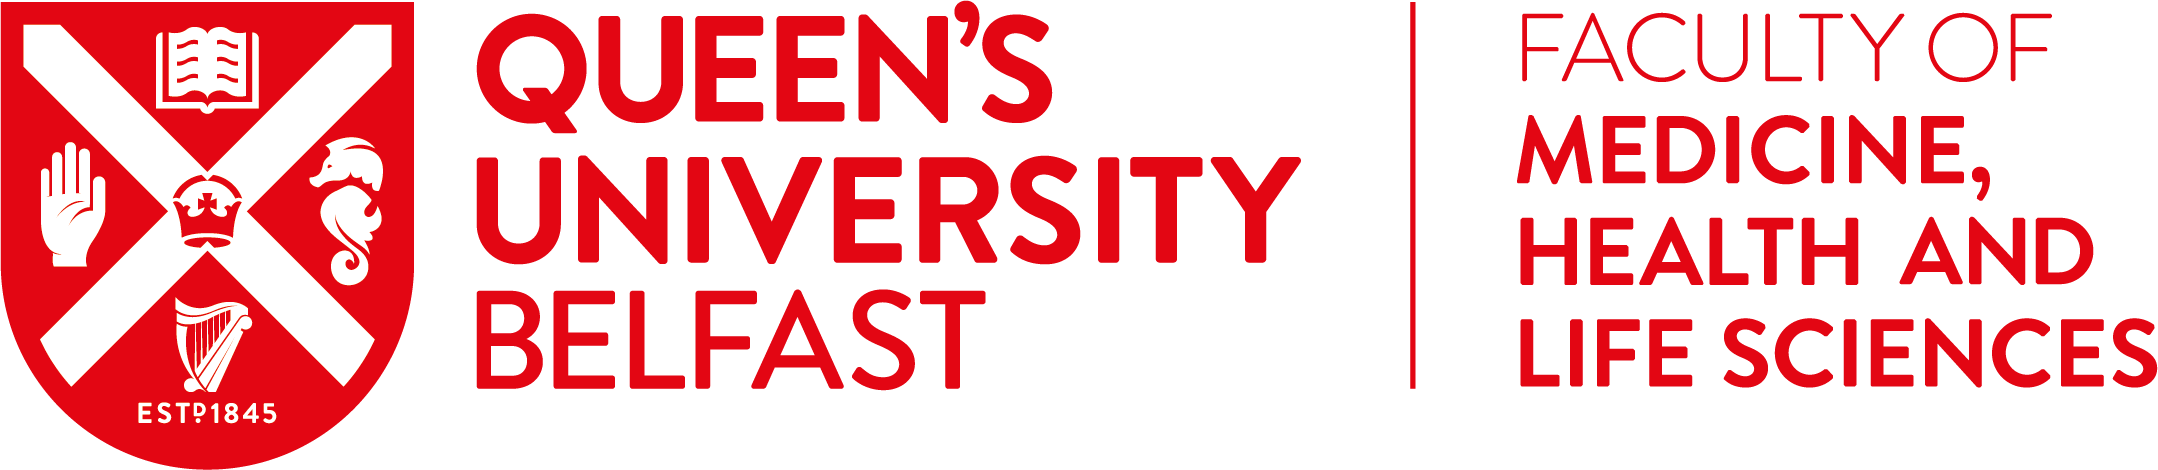 QUEEN'S
UNIVERSITY
BELFAST
ESTD. 1845
FACULTY OF
MEDICINE,
HEALTH AND
LIFE SCIENCES